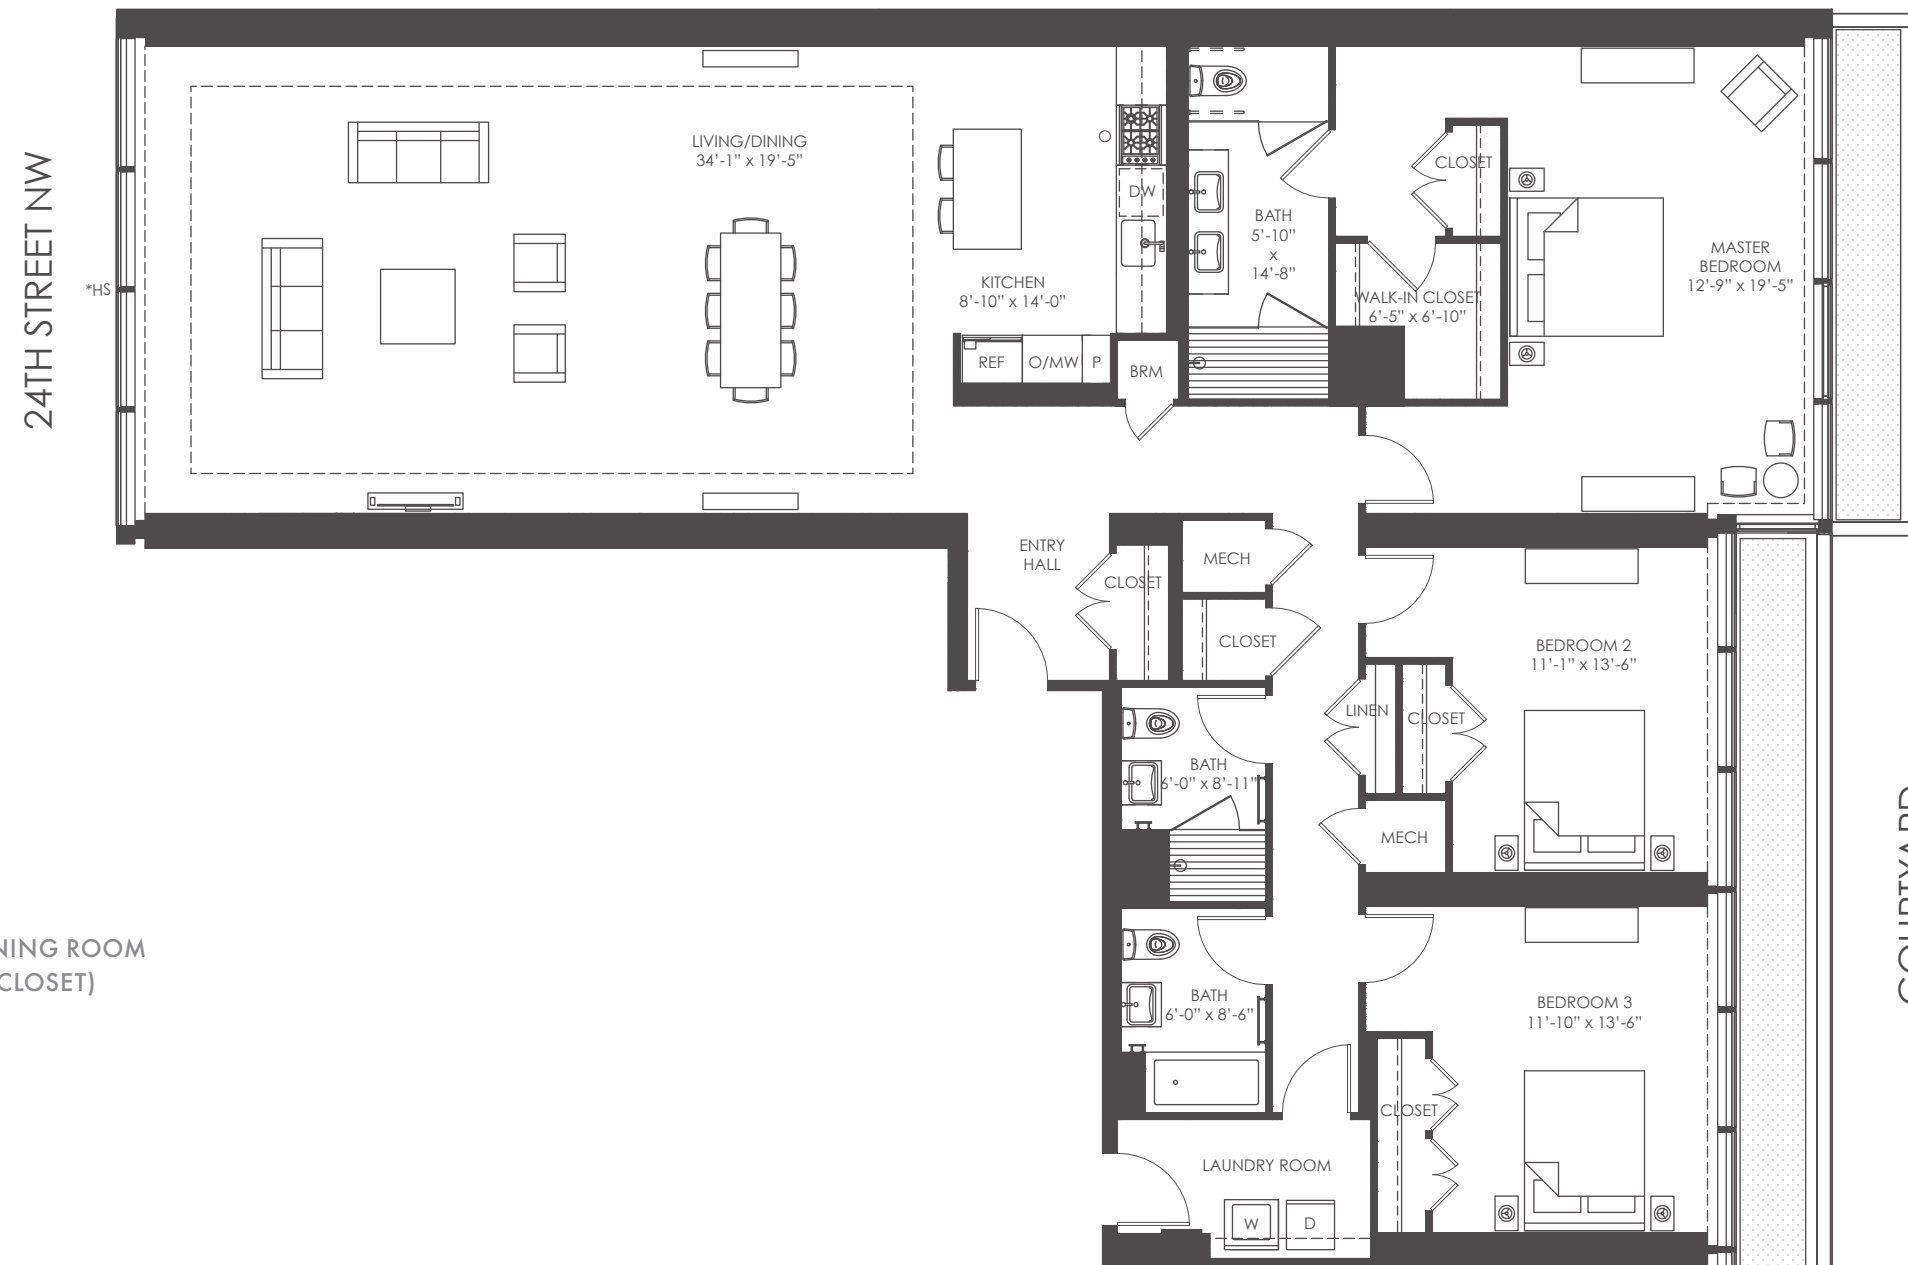 24TH STREET NW
*HS
LIVING/DINING
34'-1" x 19'-5"
KITCHEN
8'-10" x 14'-0"
DW
REF
O/MW
P
BRM
BATH
5'-10"
x
14'-8"
CLOSET
WALK-IN CLOSET
6'-5" x 6'-10"
MASTER
BEDROOM
12'-9" x 19'-5"
ENTRY
HALL
CLOSET
MECH
CLOSET
BEDROOM 2
11'-1" x 13'-6"
LINEN
CLOSET
BATH
6'-0" x 8'-11"
MECH
BATH
6'-0" x 8'-6"
BEDROOM 3
11'-10" x 13'-6"
CLOSET
LAUNDRY ROOM
W
D
NING ROOM
CLOSET)
COURTYARD